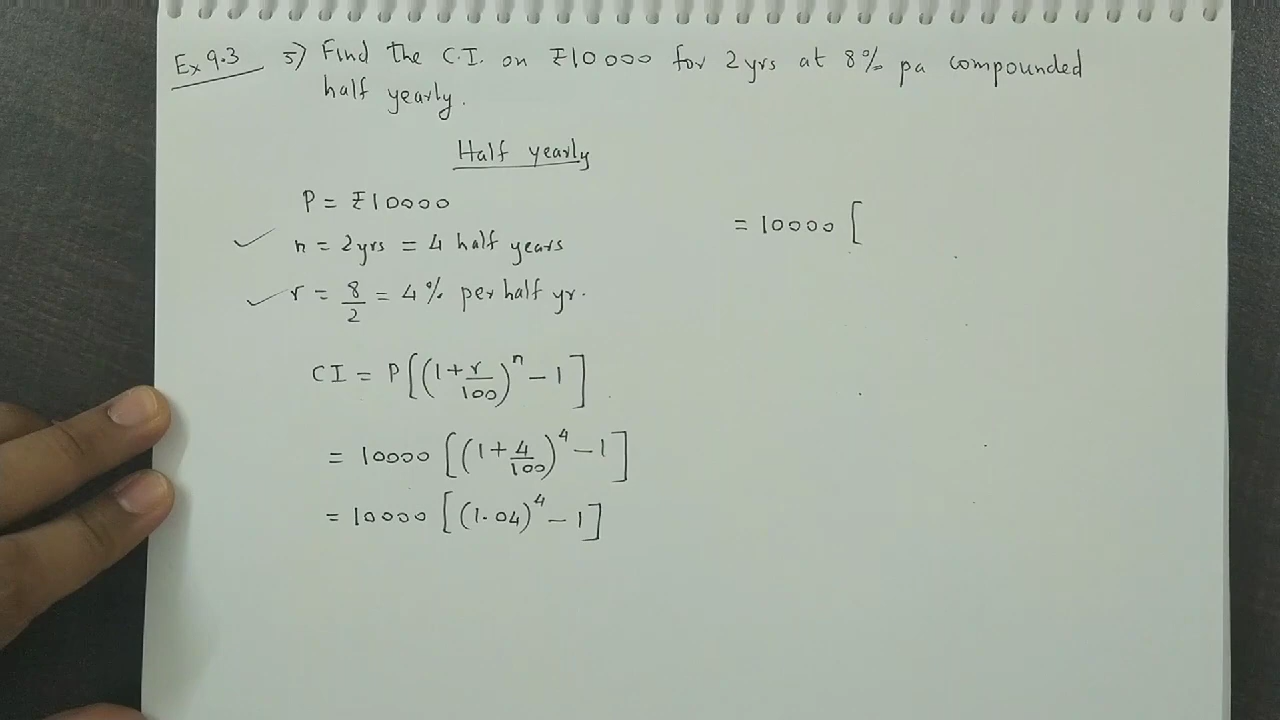 Ex 9.3 5) Find the C.I. on ₹10000 for 2yrs at 8% pa compounded
half yearly.
Half yearly
P = ₹10000
n = 2yrs = 4 half years
r = 8/2 = 4% per half yr.
CI = P[(1+r/100)^n - 1]
= 10000 [(1+4/100)^4 - 1]
= 10000 [(1.04)^4 - 1]
= 10000 [